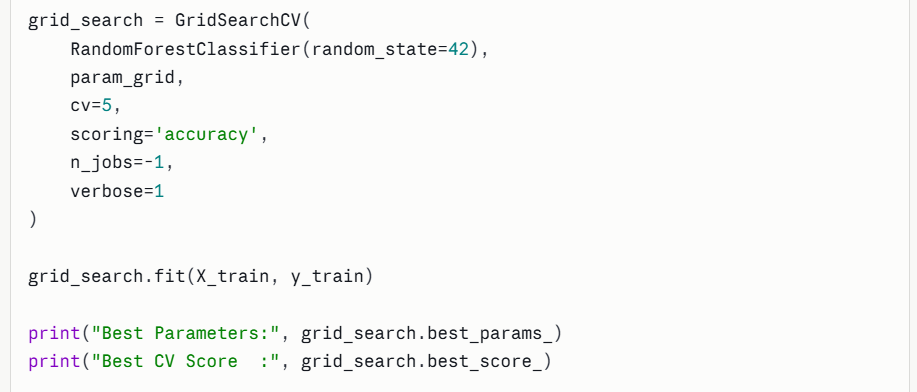 grid_search = GridSearchCV(
    RandomForestClassifier(random_state=42),
    param_grid,
    cv=5,
    scoring='accuracy',
    n_jobs=-1,
    verbose=1
)
grid_search.fit(X_train, y_train)
print("Best Parameters:", grid_search.best_params_)
print("Best CV Score  :", grid_search.best_score_)